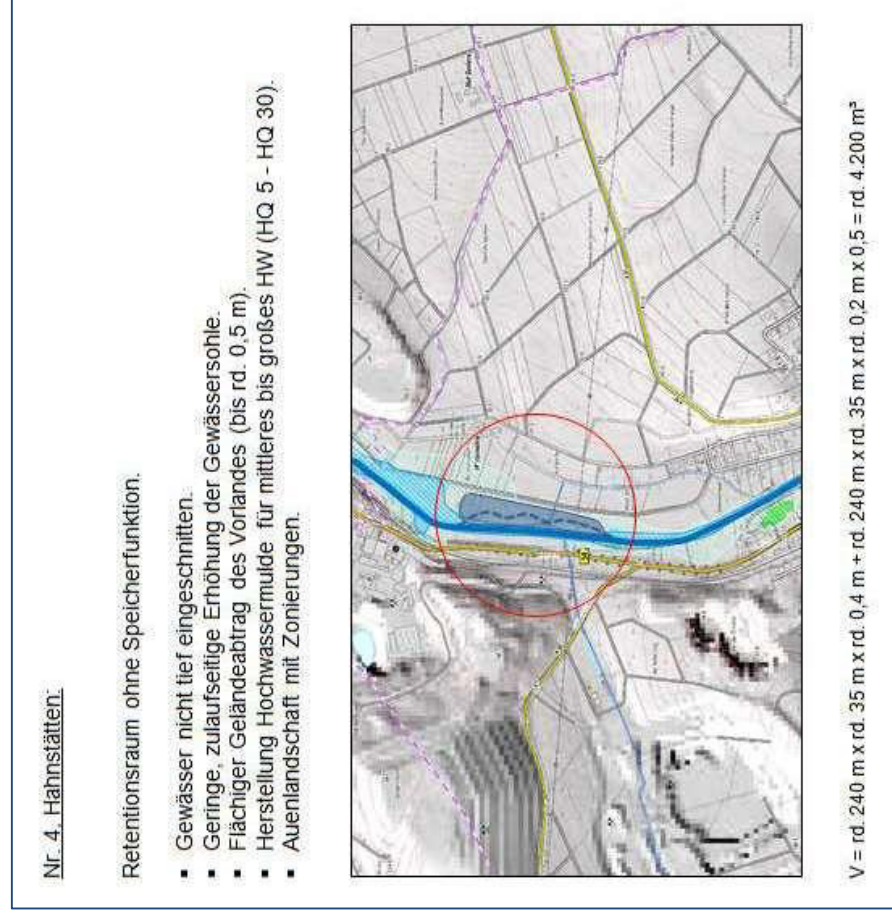 Nr. 4, Hahnstätten:
Retentionsraum ohne Speicherfunktion.
▪ Gewässer nicht tief eingeschnitten.
▪ Geringe, zulaufseitige Erhöhung der Gewässersohle.
▪ Flächiger Geländeabtrag des Vorlandes (bis rd. 0,5 m).
▪ Herstellung Hochwassermulde für mittleres bis großes HW (HQ 5 - HQ 30).
▪ Auenlandschaft mit Zonierungen.
V = rd. 240 m x rd. 35 m x rd. 0,4 m + rd. 240 m x rd. 35 m x rd. 0,2 m x 0,5 = rd. 4.200 m³